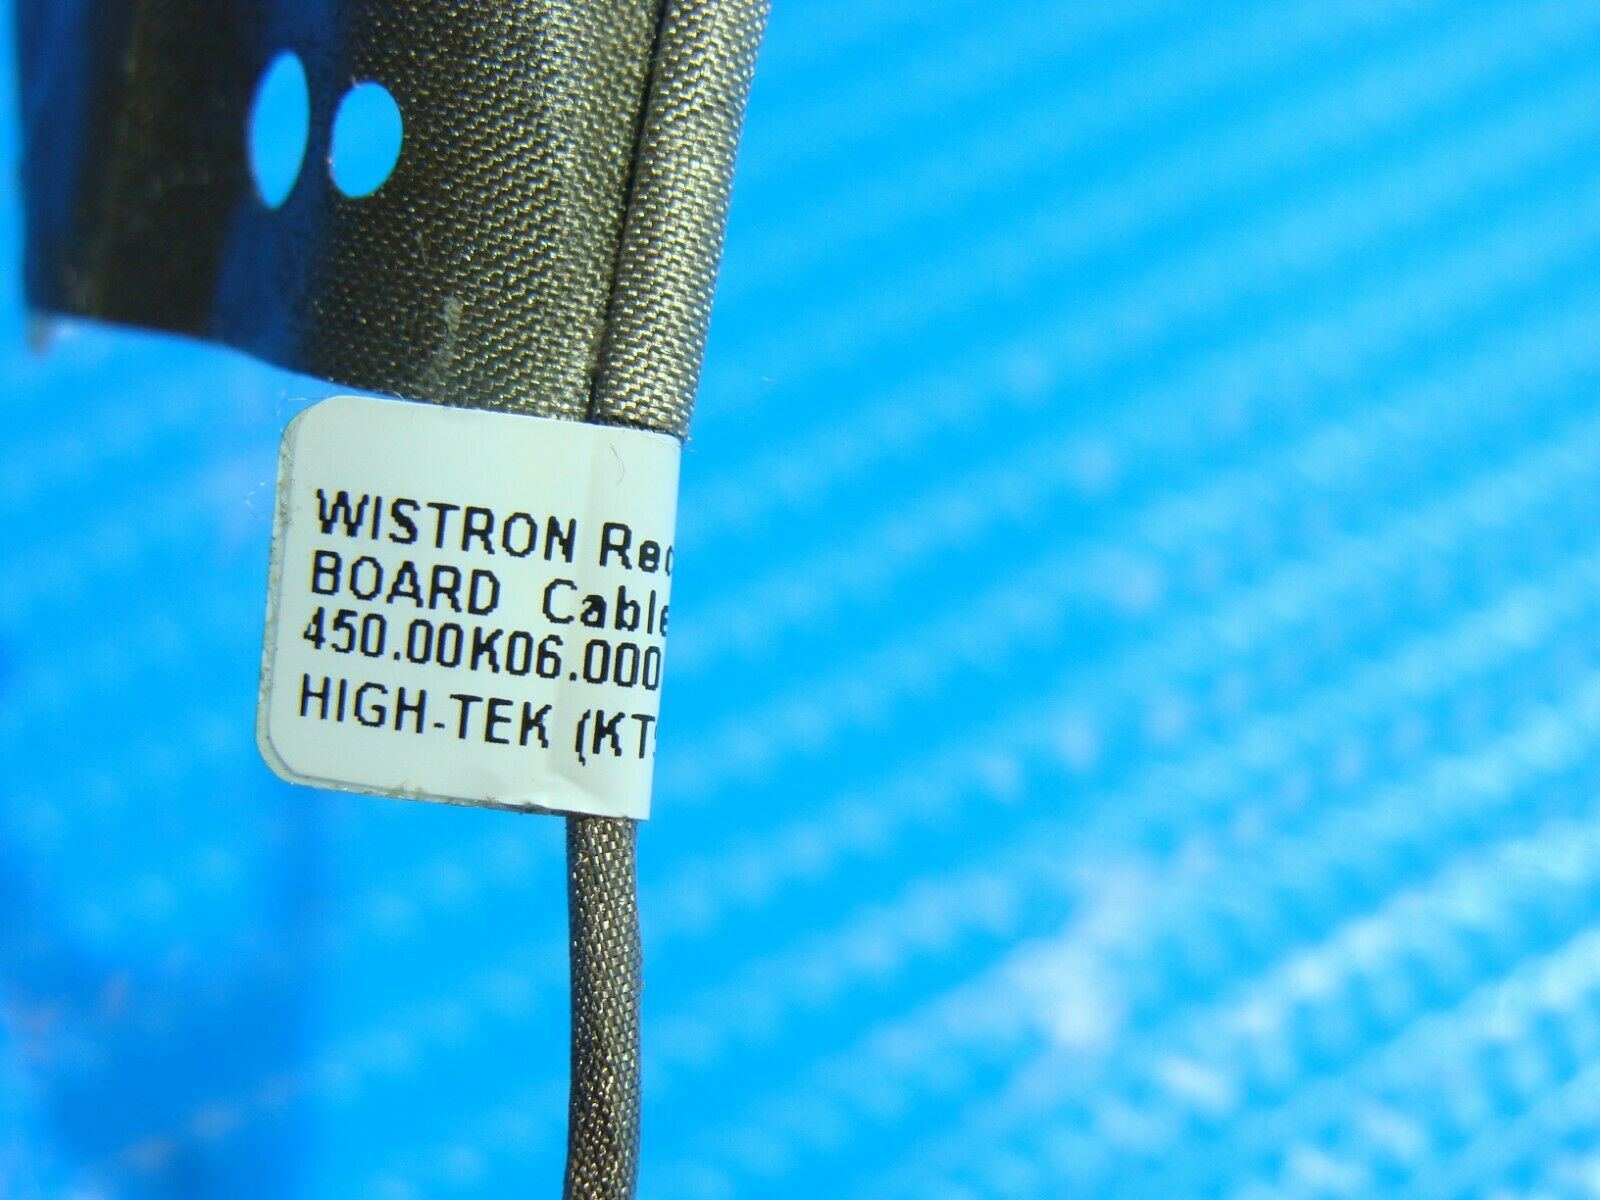 WISTRON Rec
BOARD Cable
450.00K06.000
HIGH-TEK (KT